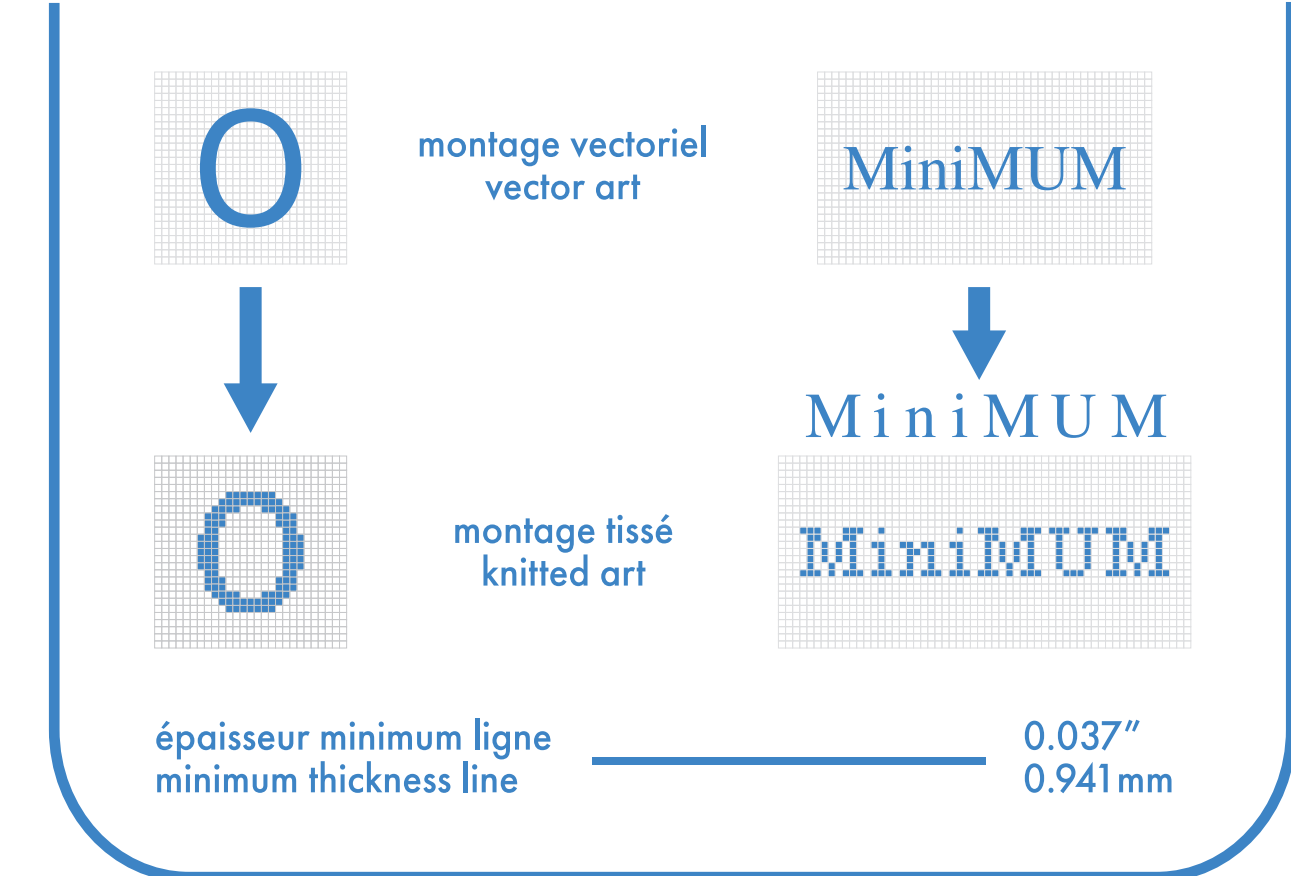 O
montage vectoriel
vector art
MiniMUM
MiniMUM
O
montage tissé
knitted art
MiniMUM
épaisseur minimum ligne
minimum thickness line
0.037"
0.941mm